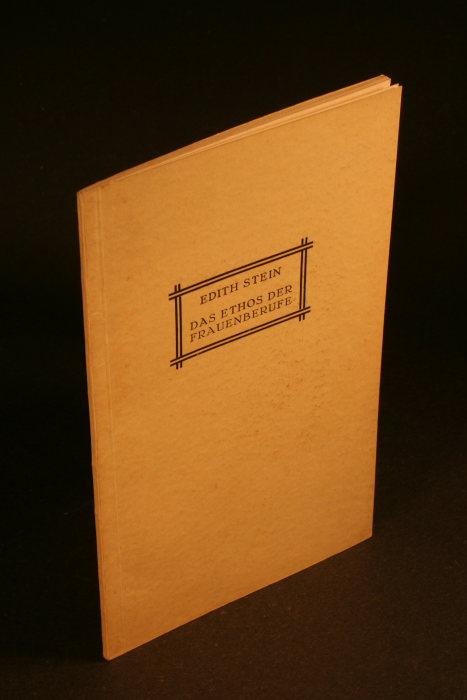 EDITH STEIN
DAS ETHOS DER
FRAUENBERUFE